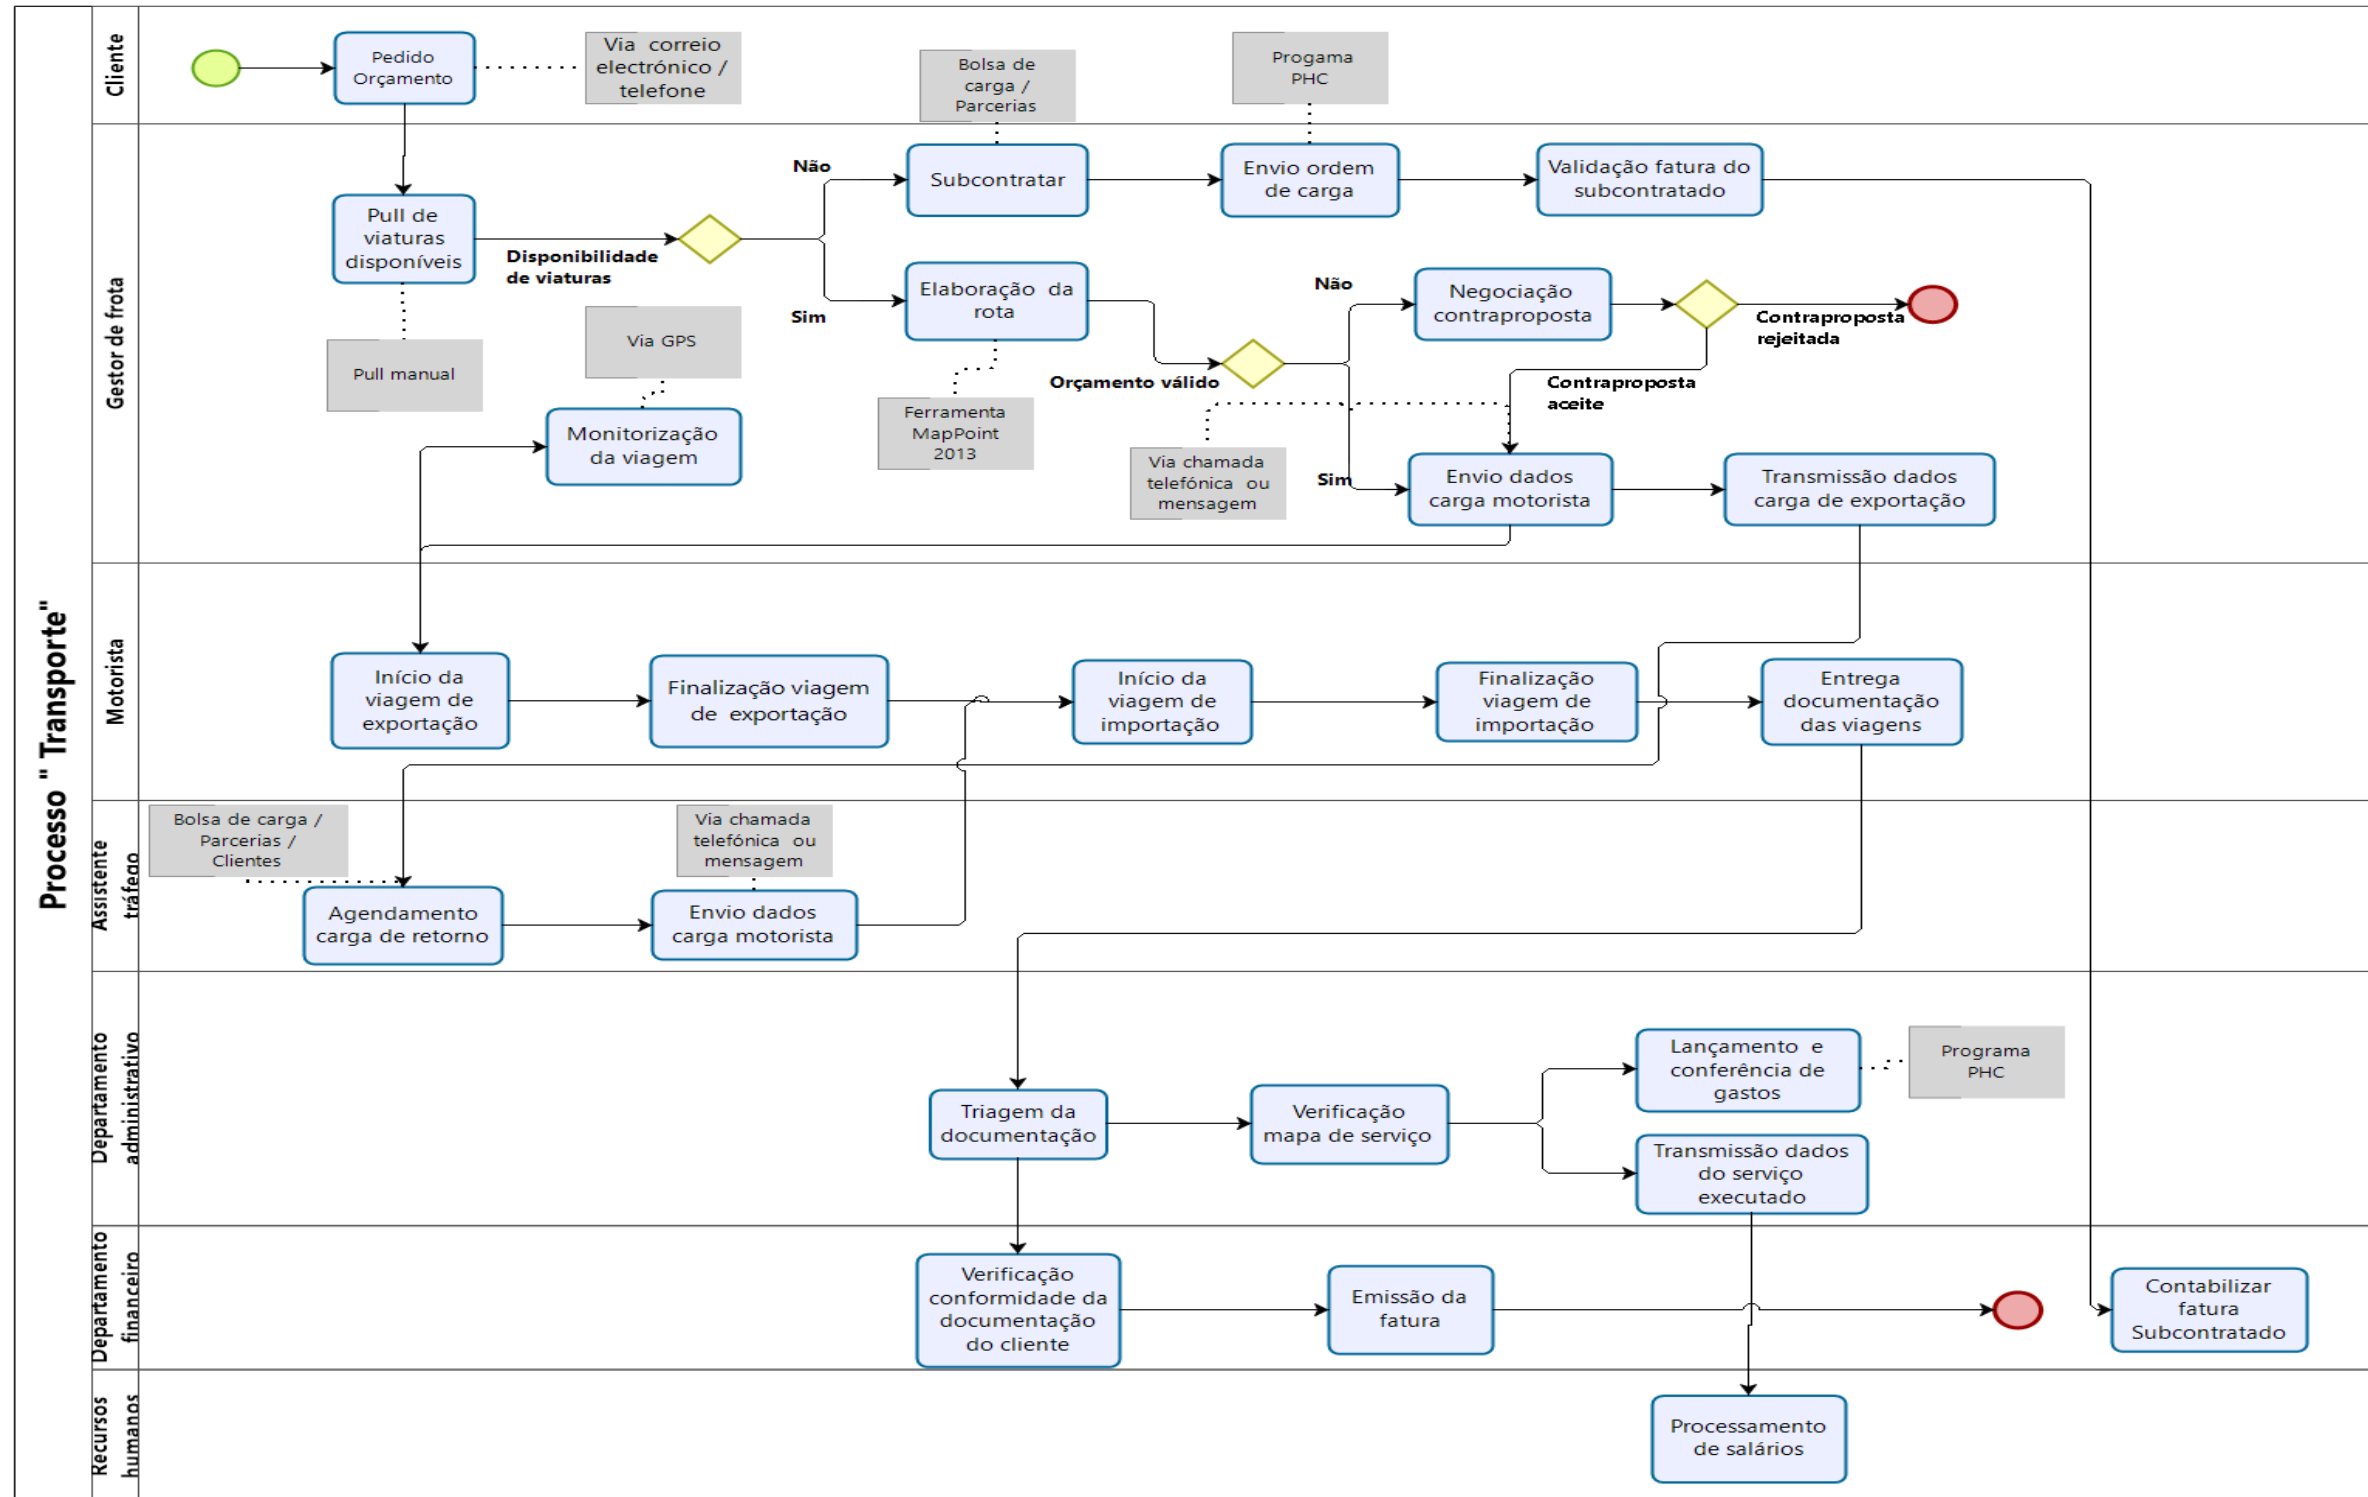 Processo " Transporte"
Cliente
Pedido
Orçamento
Via correio
electrónico /
telefone
Bolsa de
carga /
Parcerias
Progama
PHC
Gestor de frota
Pull de
viaturas
disponíveis
Disponibilidade
de viaturas
Não
Sim
Subcontratar
Envio ordem
de carga
Validação fatura do
subcontratado
Elaboração da
rota
Orçamento válido
Não
Sim
Negociação
contraproposta
Contraproposta
rejeitada
Contraproposta
aceite
Pull manual
Via GPS
Monitorização
da viagem
Ferramenta
MapPoint
2013
Via chamada
telefónica ou
mensagem
Envio dados
carga motorista
Transmissão dados
carga de exportação
Motorista
Início da
viagem de
exportação
Finalização viagem
de exportação
Início da
viagem de
importação
Finalização
viagem de
importação
Entrega
documentação
das viagens
Assistente
tráfego
Bolsa de carga /
Parcerias /
Clientes
Via chamada
telefónica ou
mensagem
Agendamento
carga de retorno
Envio dados
carga motorista
Departamento
administrativo
Triagem da
documentação
Verificação
mapa de serviço
Lançamento e
conferência de
gastos
Programa
PHC
Transmissão dados
do serviço
executado
Departamento
financeiro
Verificação
conformidade da
documentação
do cliente
Emissão da
fatura
Contabilizar
fatura
Subcontratado
Recursos
humanos
Processamento
de salários